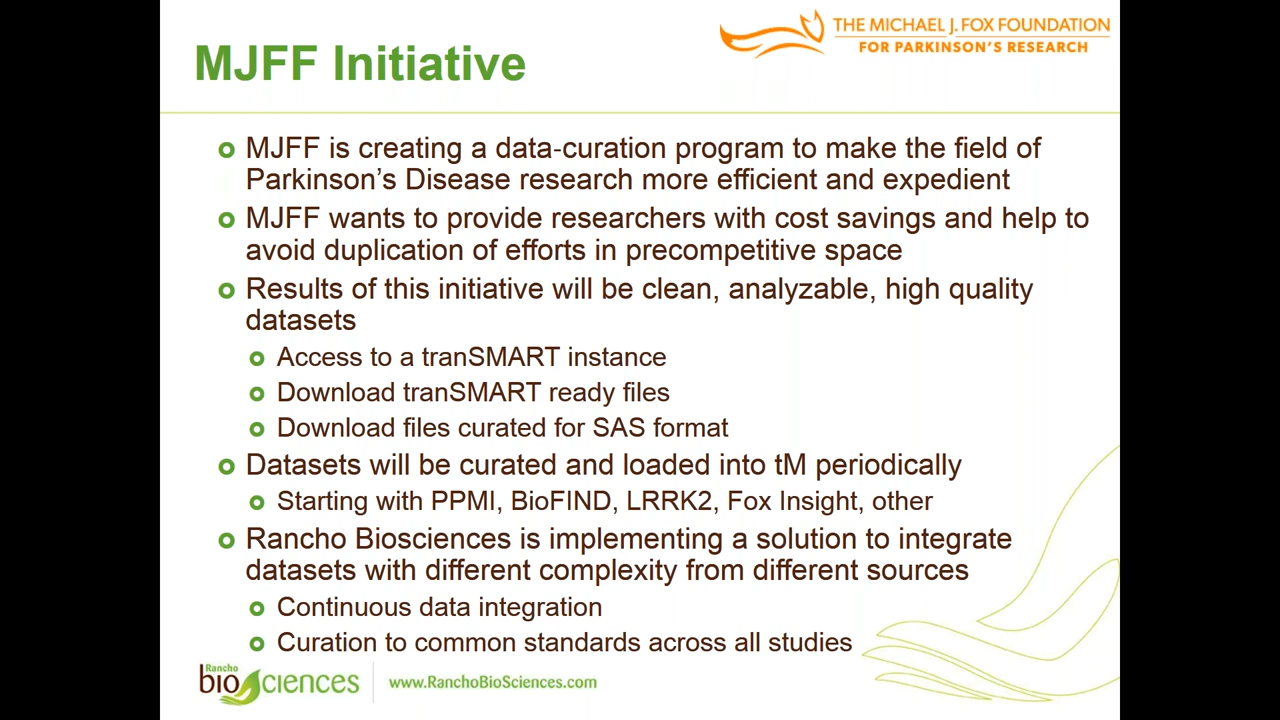 THE MICHAEL J. FOX FOUNDATION
FOR PARKINSON'S RESEARCH
MJFF Initiative
MJFF is creating a data-curation program to make the field of
Parkinson's Disease research more efficient and expedient
MJFF wants to provide researchers with cost savings and help to
avoid duplication of efforts in precompetitive space
Results of this initiative will be clean, analyzable, high quality
datasets
Access to a tranSMART instance
Download tranSMART ready files
Download files curated for SAS format
Datasets will be curated and loaded into tM periodically
Starting with PPMI, BioFIND, LRRK2, Fox Insight, other
Rancho Biosciences is implementing a solution to integrate
datasets with different complexity from different sources
Continuous data integration
Curation to common standards across all studies
Rancho
bioSciences
www.RanchoBioSciences.com